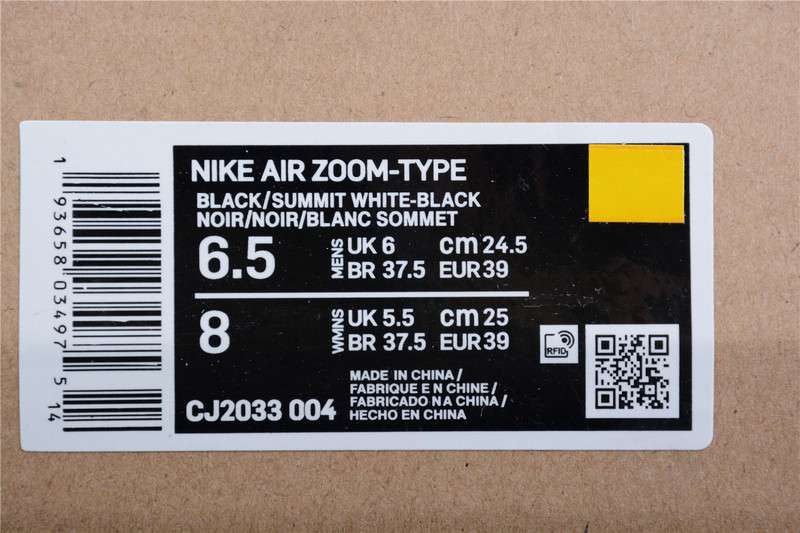 NIKE AIR ZOOM-TYPE
BLACK/SUMMIT WHITE-BLACK
NOIR/NOIR/BLANC SOMMET
6.5 MENS UK 6 cm 24.5
BR 37.5 EUR 39
8 WMNS UK 5.5 cm 25
BR 37.5 EUR 39
RFID
MADE IN CHINA /
FABRIQUE E N CHINE /
FABRICADO NA CHINA /
HECHO EN CHINA
CJ2033 004
1 93658 03497 5 14